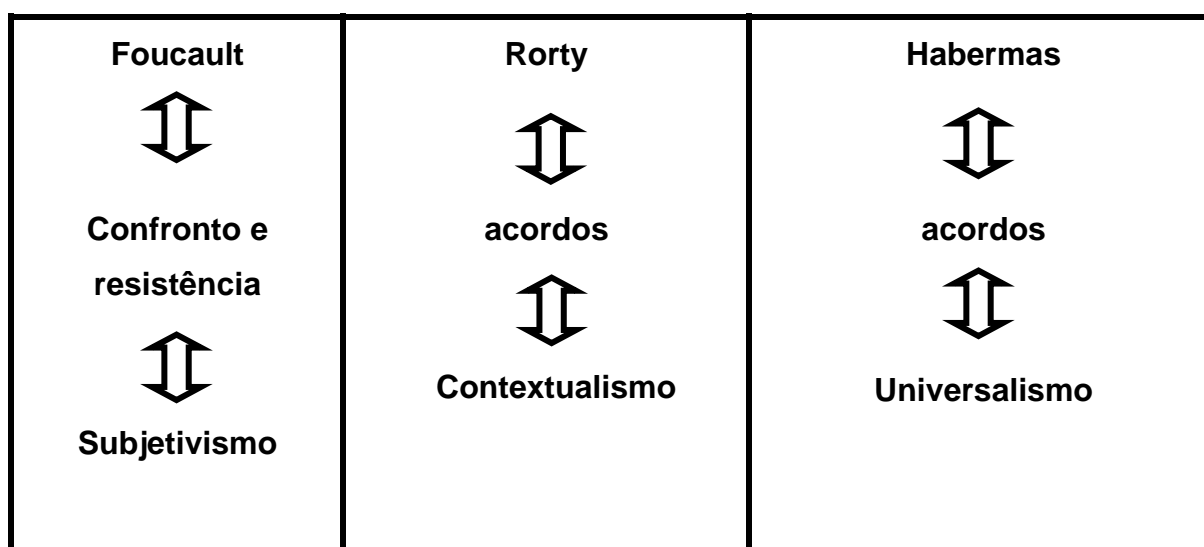 Foucault
Confronto e
resistência
Subjetivismo
Rorty
acordos
Contextualismo
Habermas
acordos
Universalismo